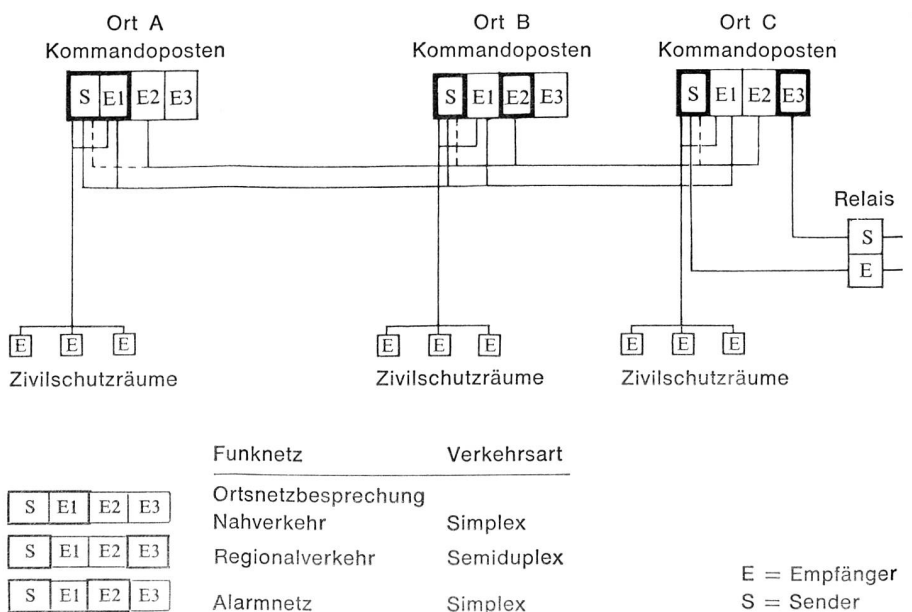 Ort A
Kommandoposten
Ort B
Kommandoposten
Ort C
Kommandoposten
S E1 E2 E3
S E1 E2 E3
S E1 E2 E3
Relais
S
E
E E E
E E E
E E E
Zivilschutzräume
Zivilschutzräume
Zivilschutzräume
Funknetz Verkehrsart
Ortsnetzbesprechung
S E1 E2 E3
Nahverkehr Simplex
S E1 E2 E3 Regionalverkehr Semiduplex
S E1 E2 E3 Alarmnetz Simplex
E = Empfänger
S = Sender